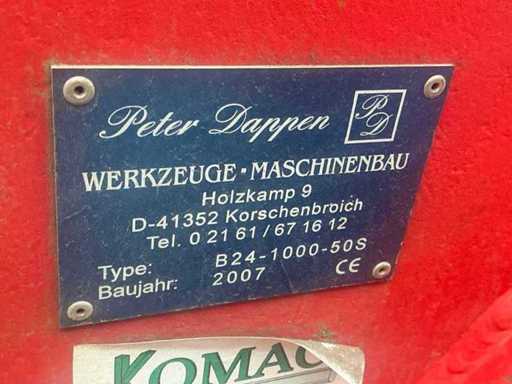 Peter Dappen PD
WERKZEUGE-MASCHINENBAU
Holzkamp 9
D-41352 Korschenbroich
Tel. 0 21 61 / 67 16 12
Type: B24-1000-50S
Baujahr: 2007 CE